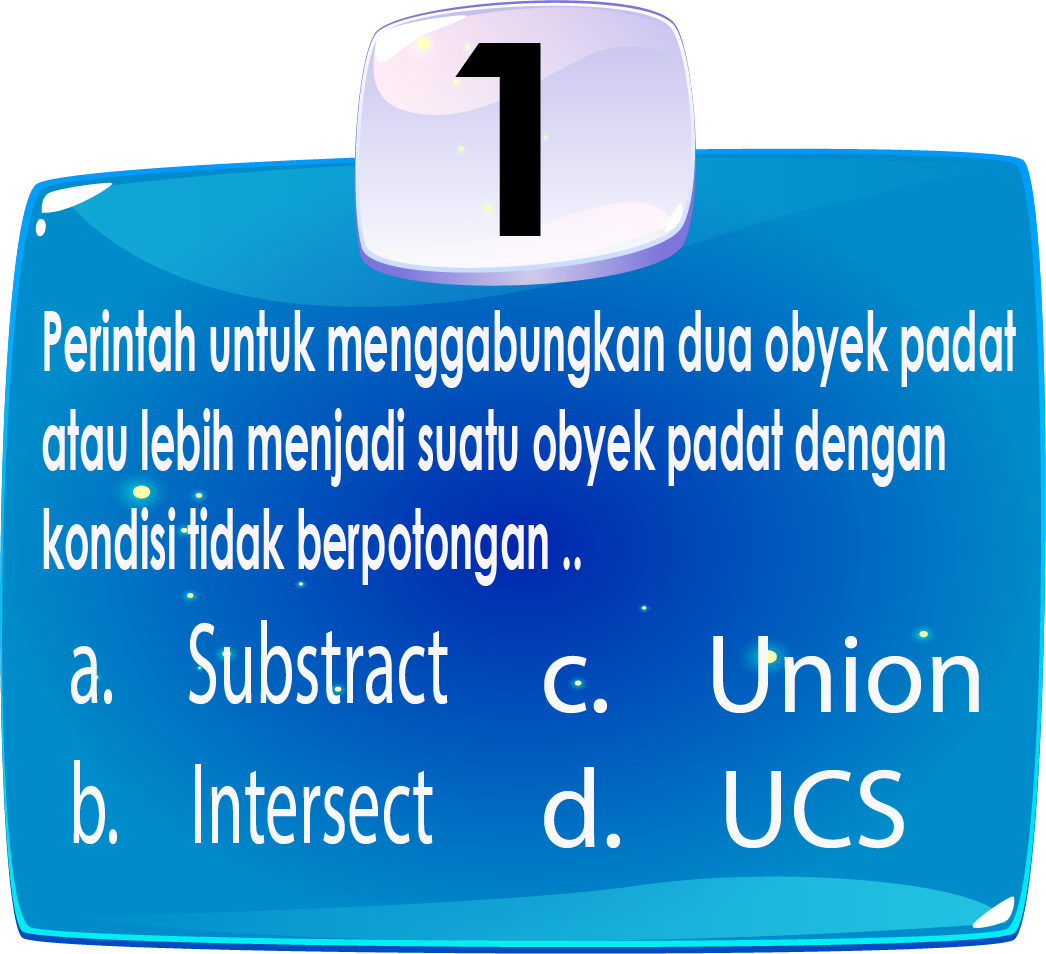 1
Perintah untuk menggabungkan dua obyek padat
atau lebih menjadi suatu obyek padat dengan
kondisi tidak berpotongan ..
a. Substract c. Union
b. Intersect d. UCS